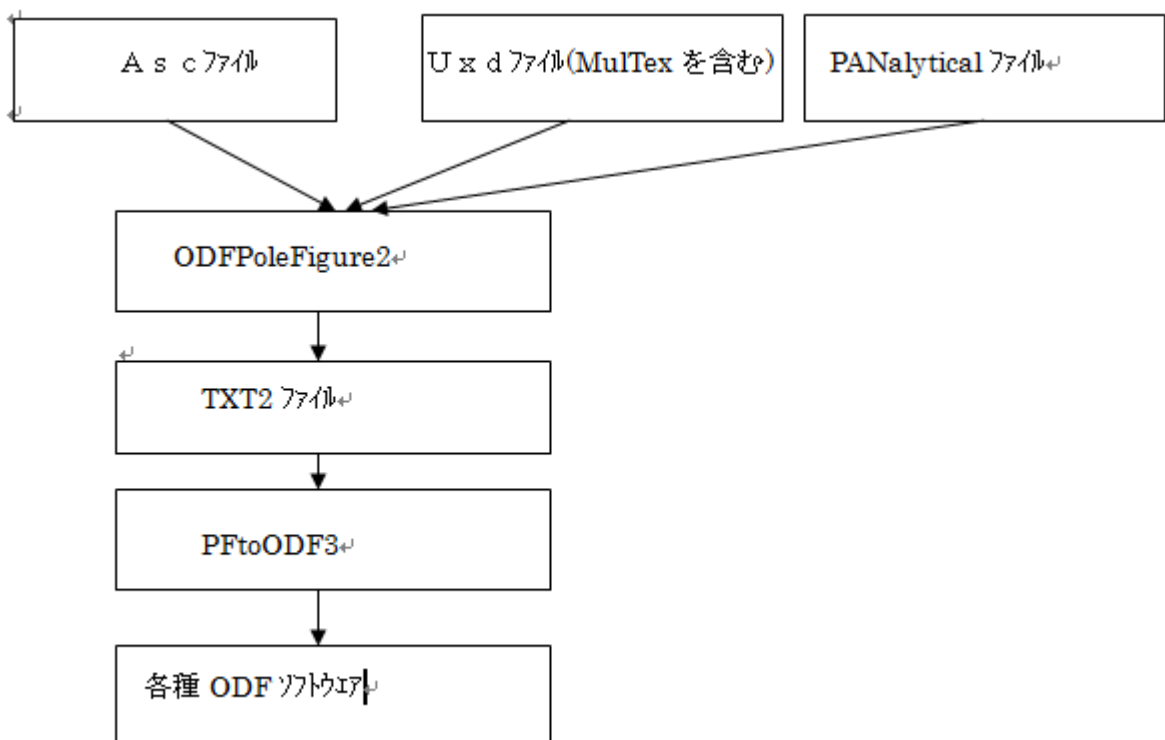 Ａｓｃﾌｧｲﾙ
Ｕｘｄﾌｧｲﾙ(MulTex を含む)
PANalytical ﾌｧｲﾙ↵
ODFPoleFigure2↵
TXT2 ﾌｧｲﾙ↵
PFtoODF3↵
各種 ODF ｿﾌﾄｳｴｱ↵